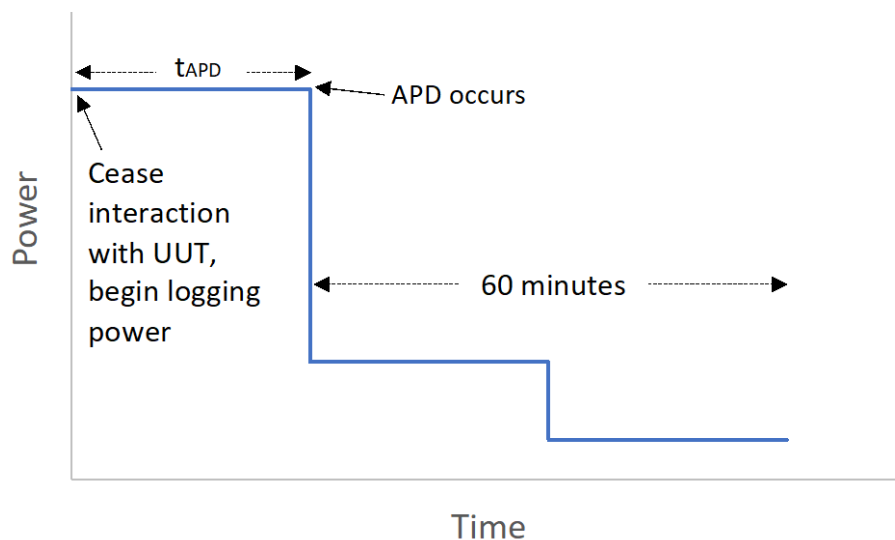 tAPD
APD occurs
Cease
interaction
with UUT,
begin logging
power
60 minutes
Power
Time